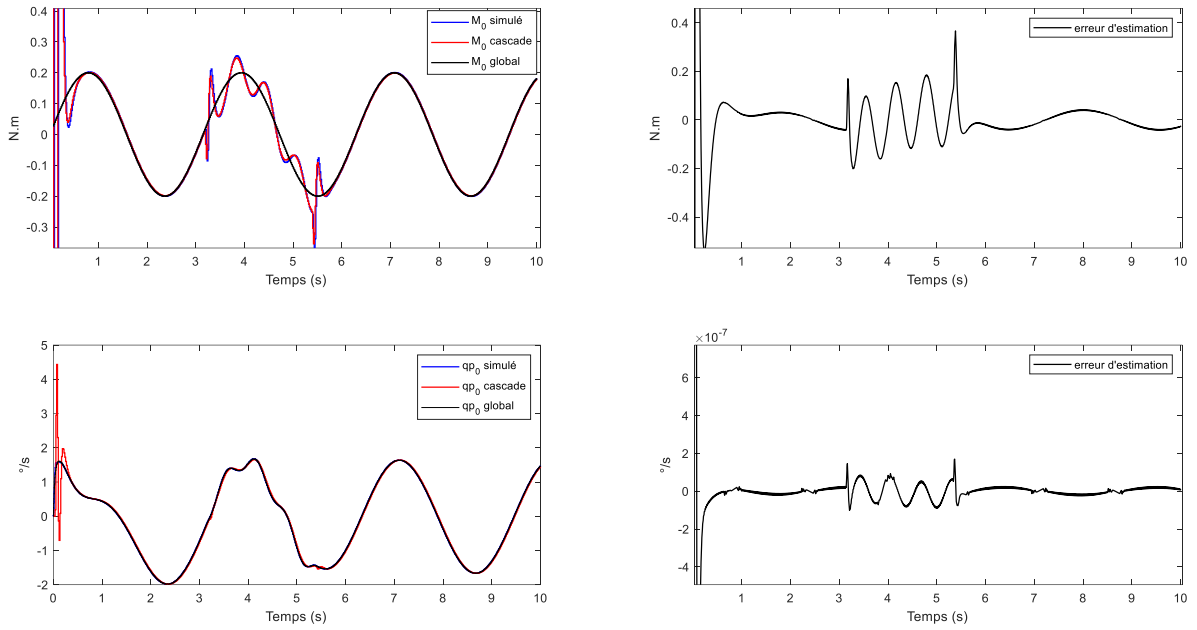 0.4
0.3
0.2
0.1
0
-0.1
-0.2
-0.3
N.m
M0 simulé
M0 cascade
M0 global
1 2 3 4 5 6 7 8 9 10
Temps (s)
0.4
0.2
0
-0.2
-0.4
N.m
erreur d'estimation
1 2 3 4 5 6 7 8 9 10
Temps (s)
5
4
3
2
1
0
-1
-2
°/s
qp0 simulé
qp0 cascade
qp0 global
0 1 2 3 4 5 6 7 8 9 10
Temps (s)
×10-7
6
4
2
0
-2
-4
°/s
erreur d'estimation
1 2 3 4 5 6 7 8 9 10
Temps (s)